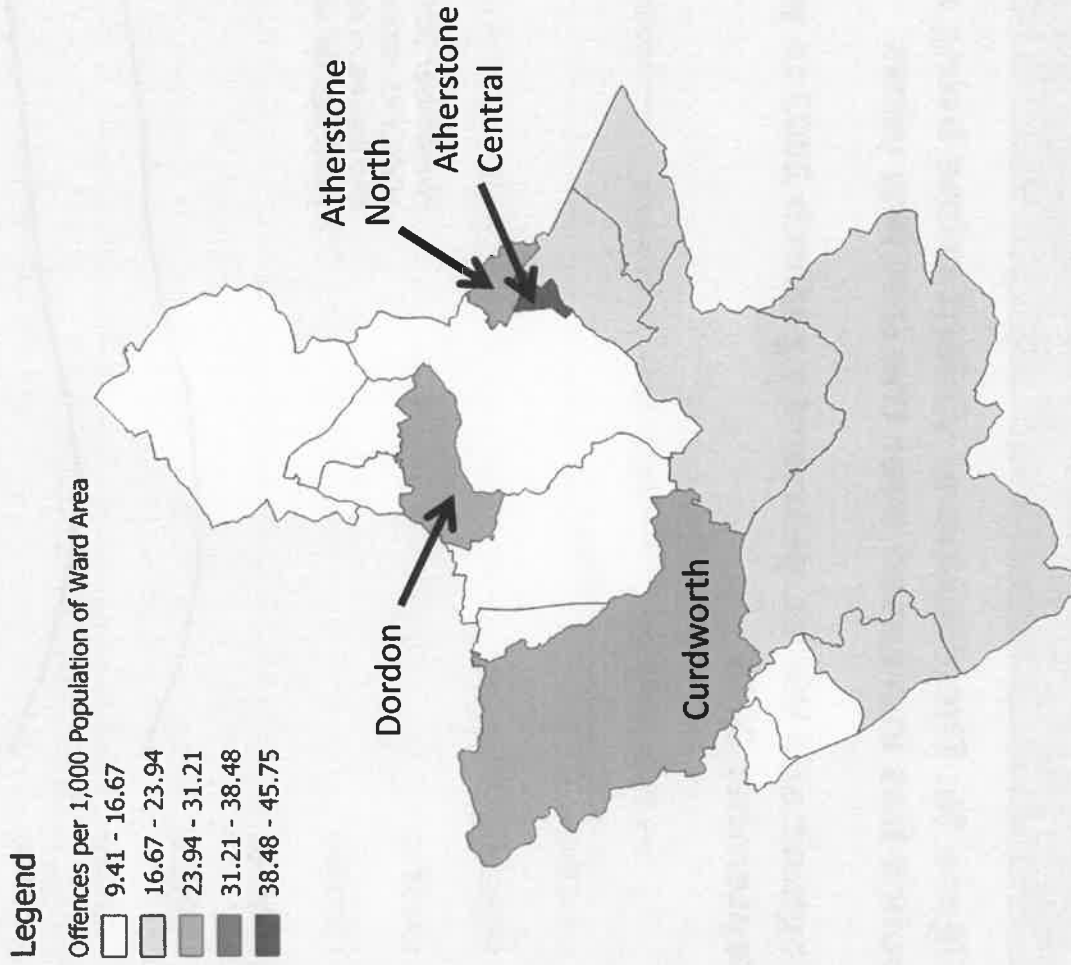 Legend
Offences per 1,000 Population of Ward Area
9.41 - 16.67
16.67 - 23.94
23.94 - 31.21
31.21 - 38.48
38.48 - 45.75
Atherstone
North
Atherstone
Central
Dordon
Curdworth